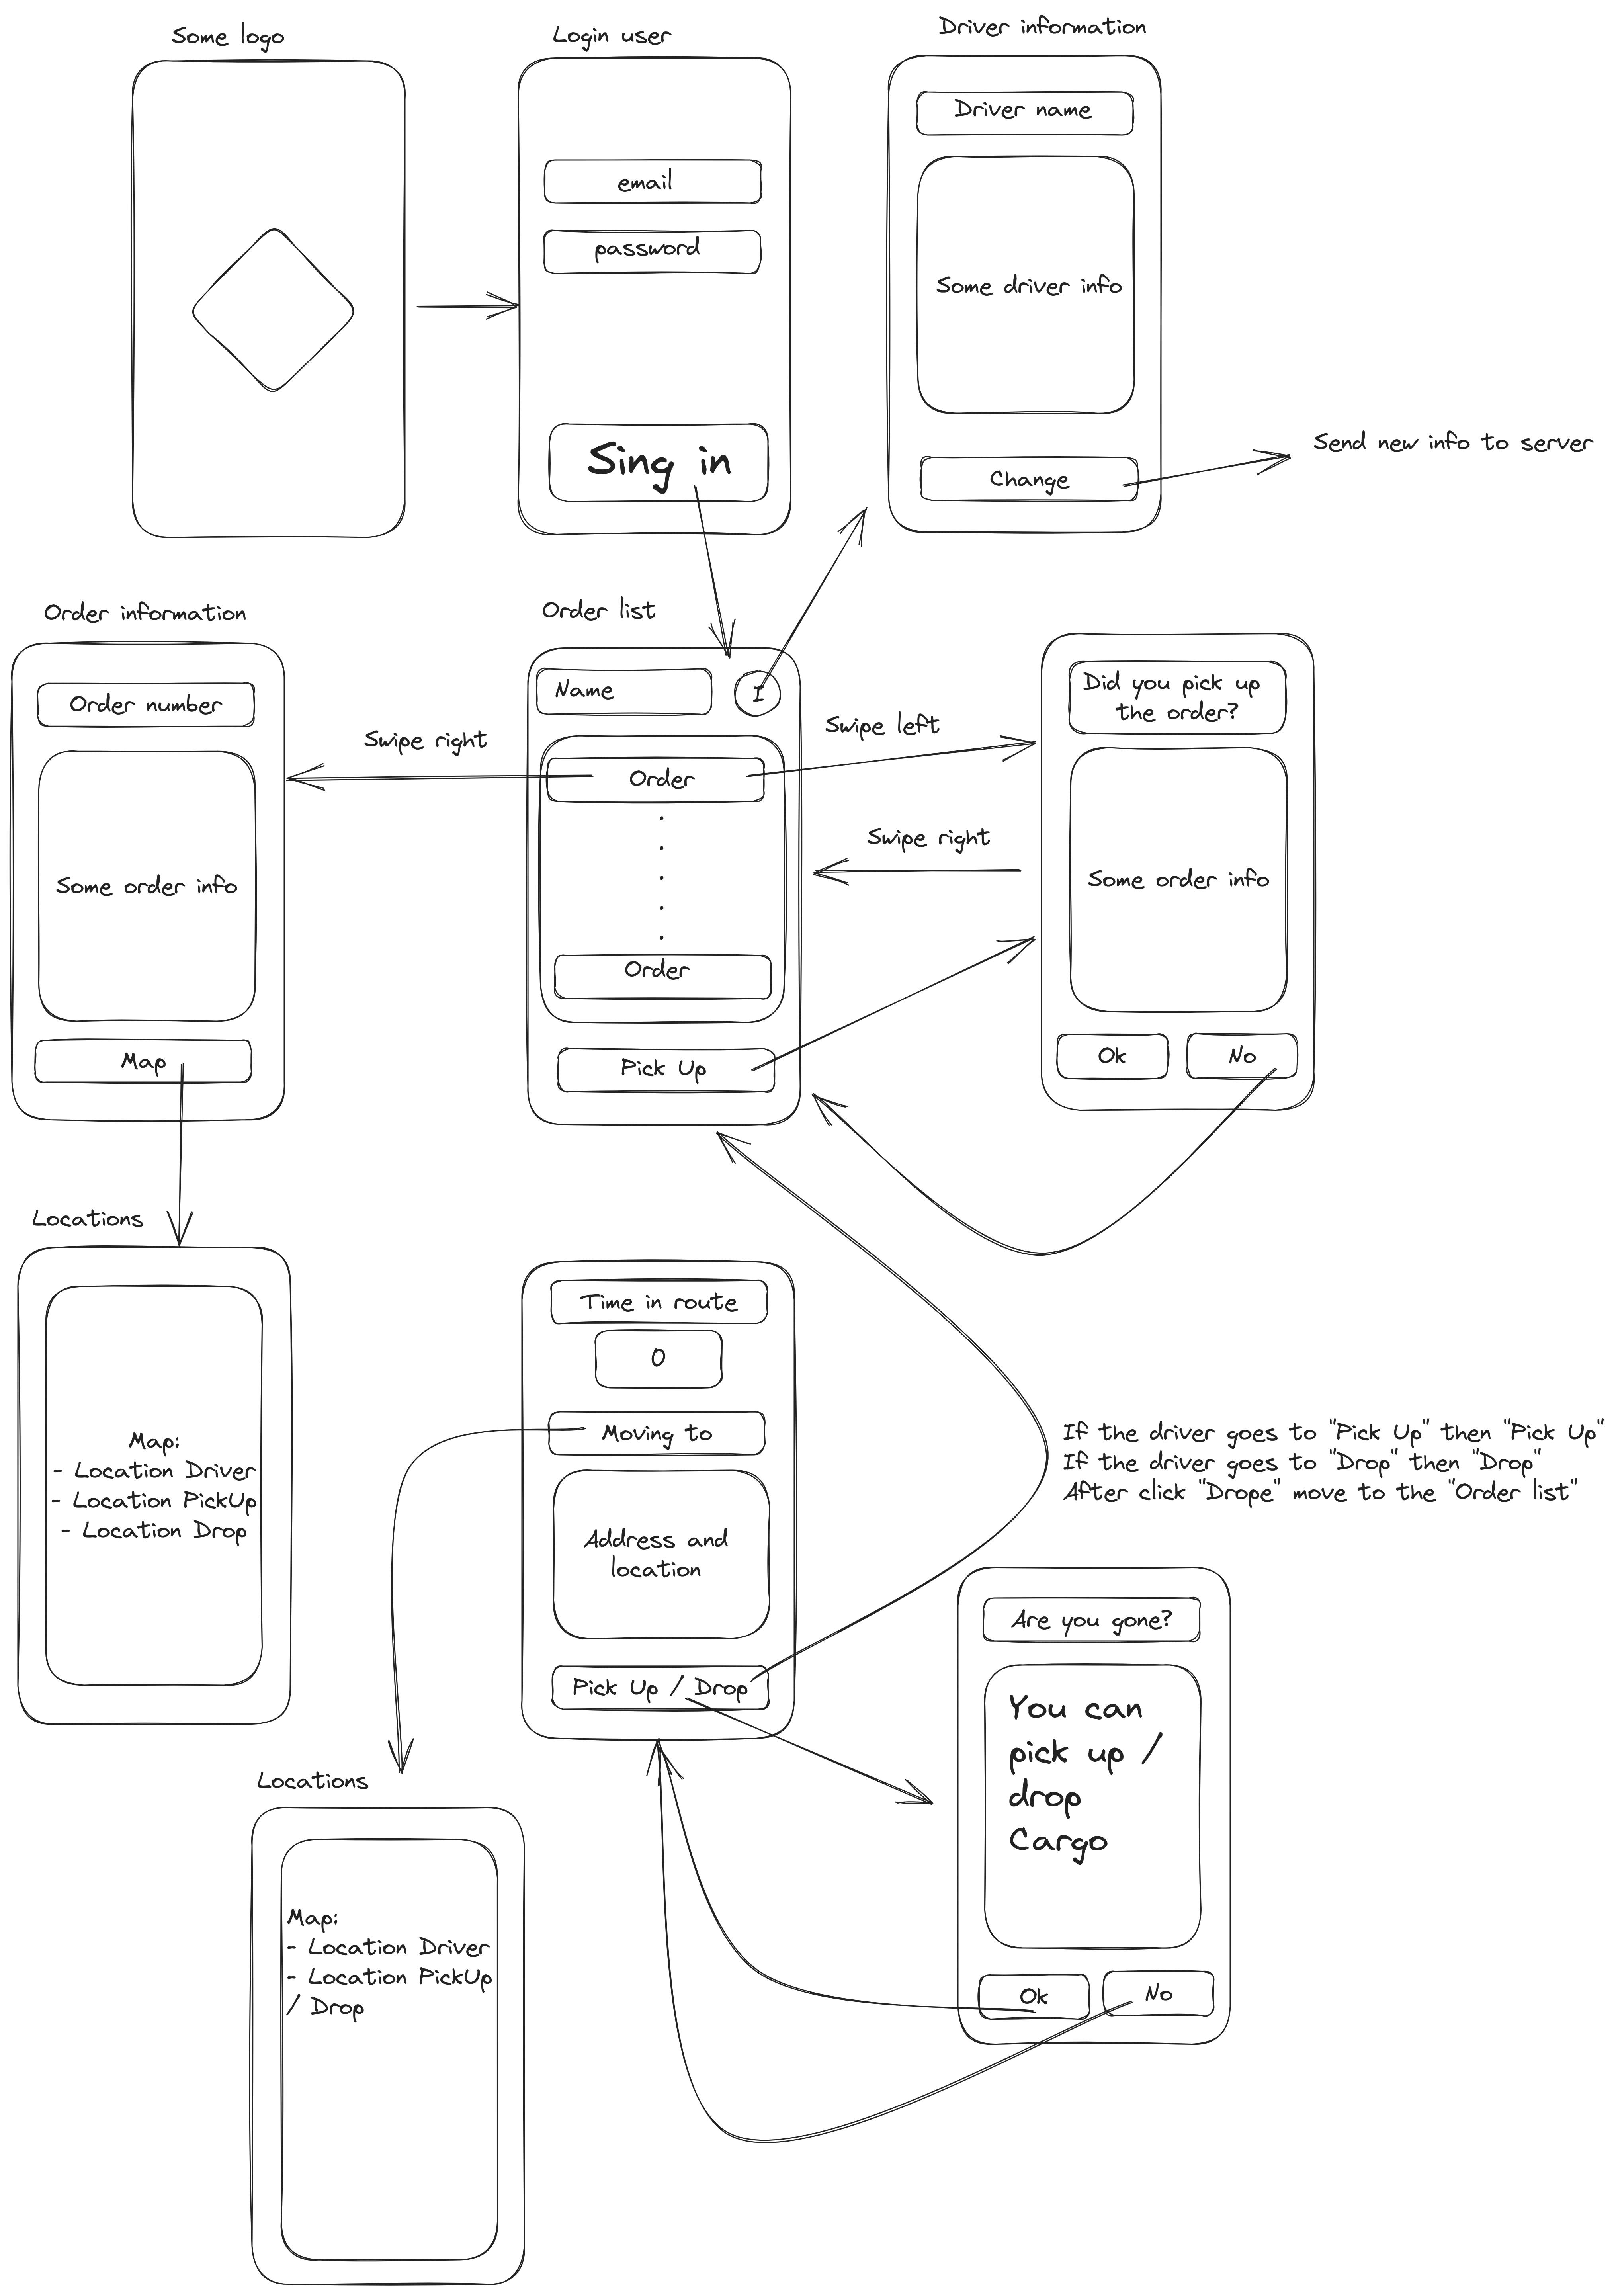 Some logo
Login user
email
password
Sing in
Driver information
Driver name
Some driver info
Change
Send new info to server
Order information
Order number
Some order info
Map
Swipe right
Order list
Name
I
Order
.
.
.
.
.
Order
Pick Up
Swipe left
Swipe right
Did you pick up
the order?
Some order info
Ok
No
Locations
Map:
- Location Driver
- Location PickUp
- Location Drop
Time in route
0
Moving to
Address and
location
Pick Up / Drop
If the driver goes to "Pick Up" then "Pick Up"
If the driver goes to "Drop" then "Drop"
After click "Drope" move to the "Order list"
Are you gone?
You can
pick up /
drop
Cargo
Ok
No
Locations
Map:
- Location Driver
- Location PickUp
/ Drop